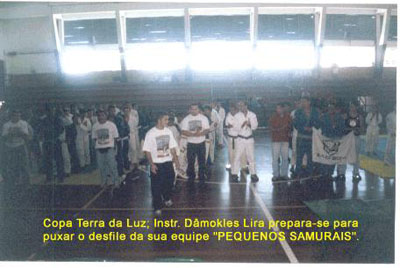 Copa Terra da Luz; Instr. Dâmokles Lira prepara-se para
puxar o desfile da sua equipe "PEQUENOS SAMURAIS".